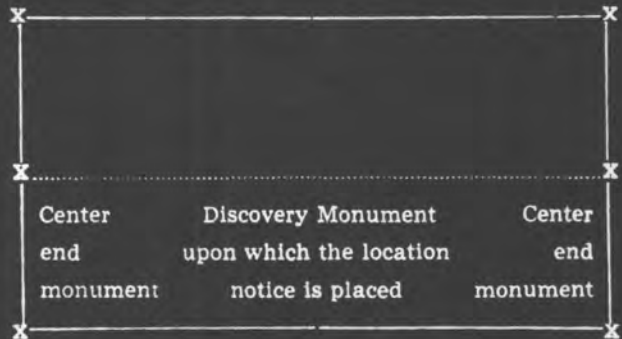 X X
X X
Center Discovery Monument Center
end upon which the location end
monument notice is placed monument
X X